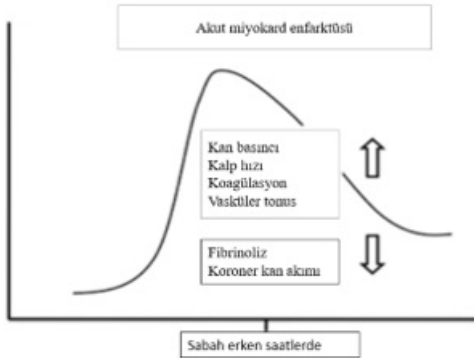 Akut miyokard enfarktüsü
Kan basıncı
Kalp hızı
Koagülasyon
Vasküler tonus
Fibrinoliz
Koroner kan akımı
Sabah erken saatlerde